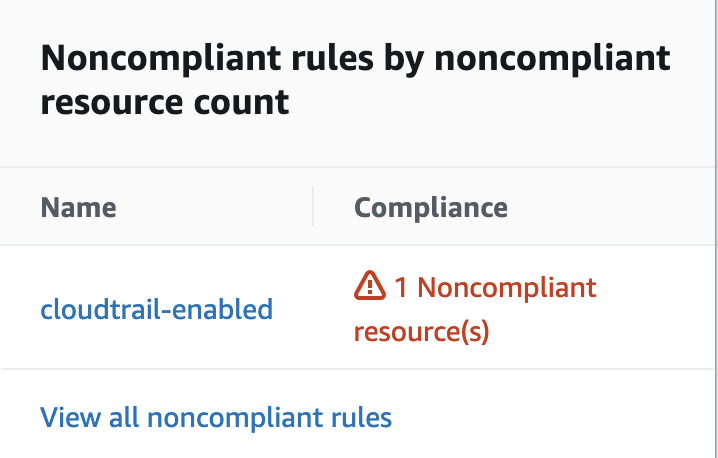 Noncompliant rules by noncompliant
resource count
Name
Compliance
cloudtrail-enabled
1 Noncompliant
resource(s)
View all noncompliant rules